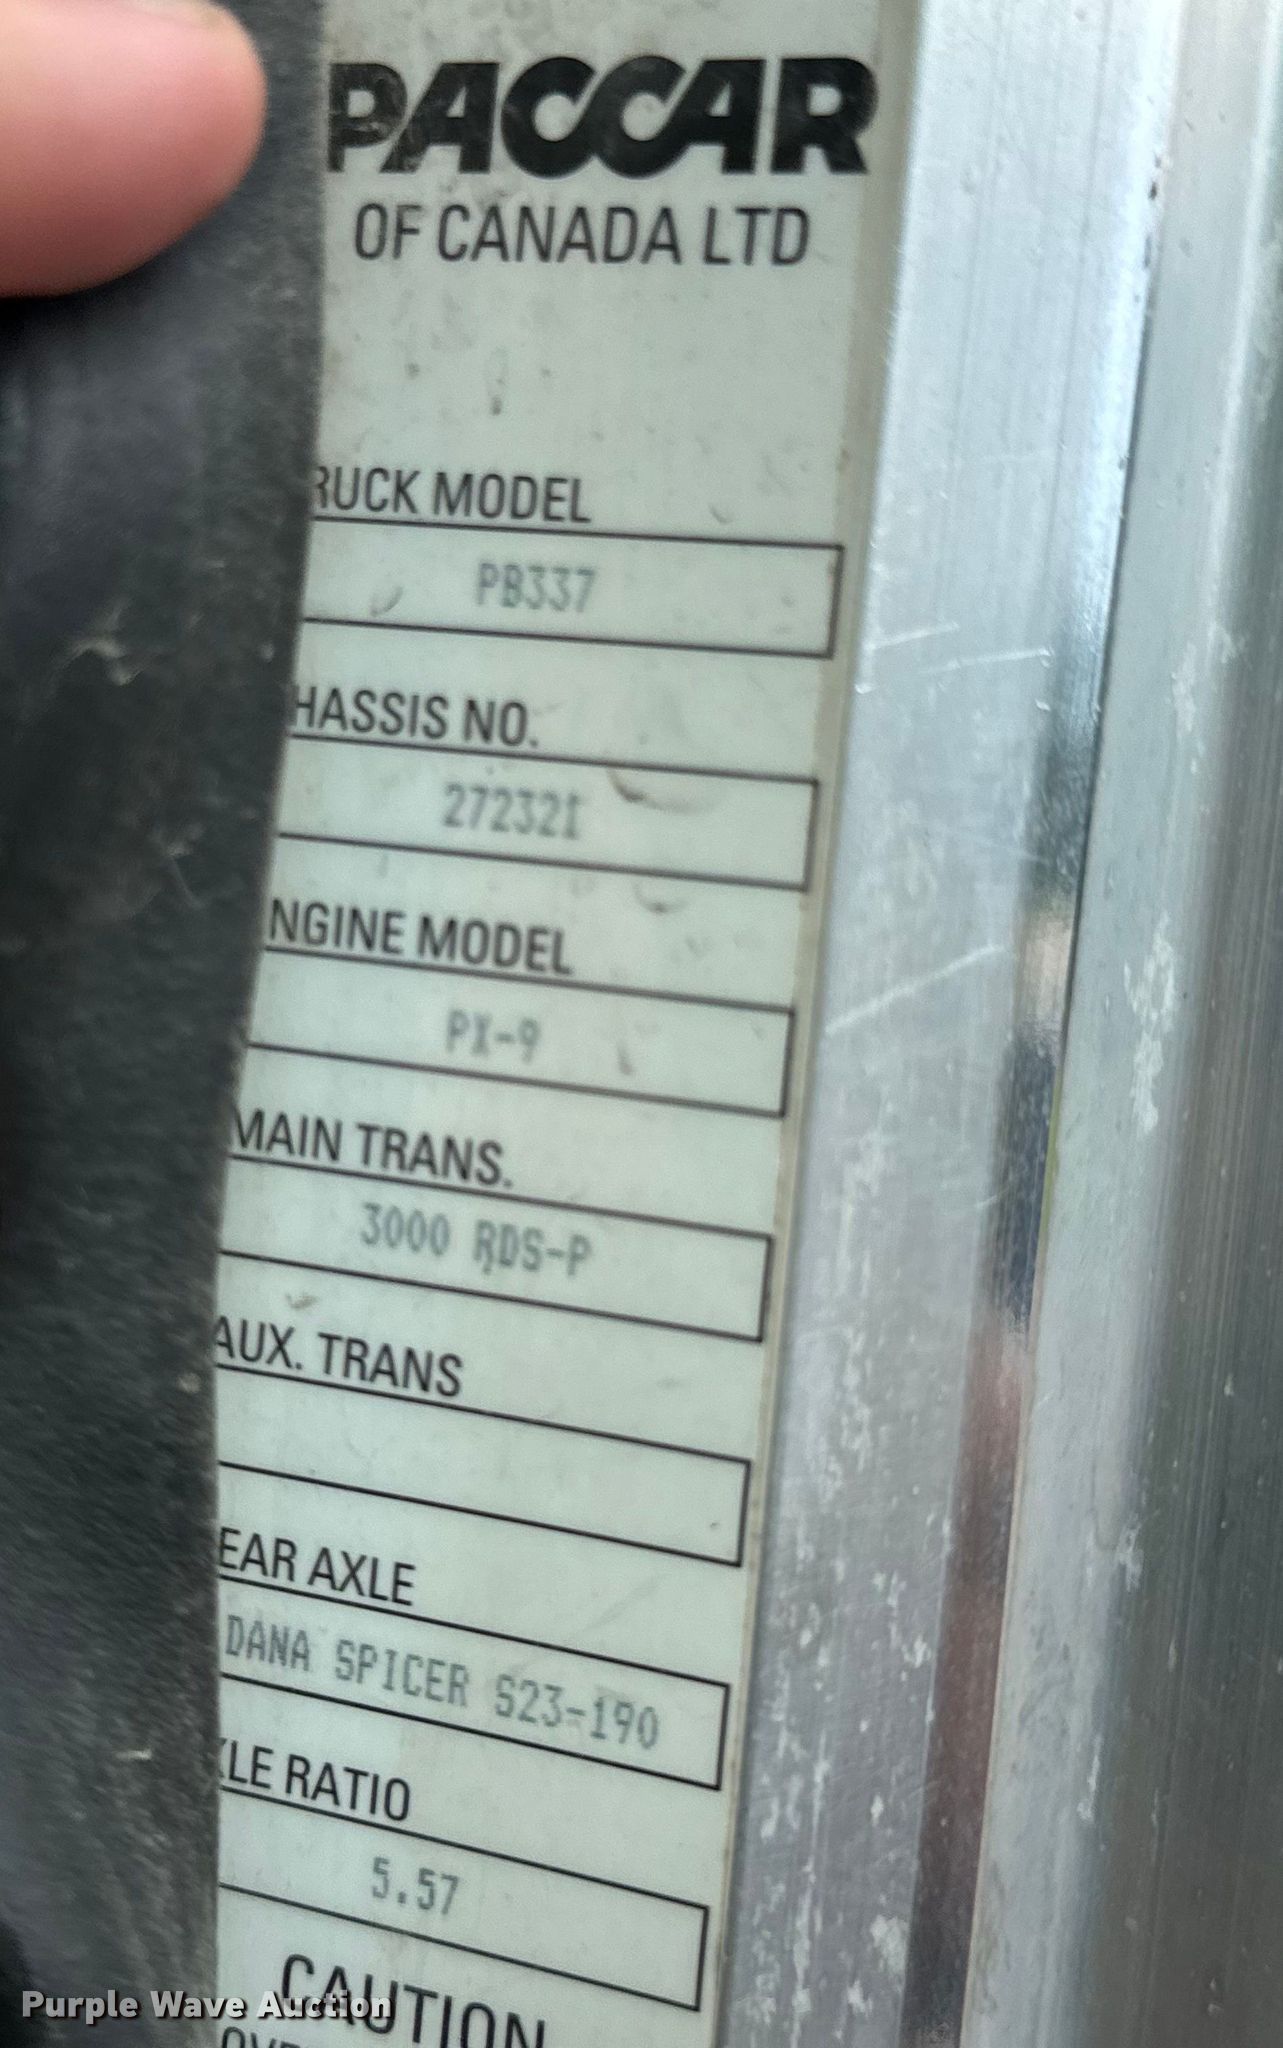 PACCAR
OF CANADA LTD
RUCK MODEL
PB337
HASSIS NO.
272321
NGINE MODEL
PX-9
MAIN TRANS.
3000 RDS-P
AUX. TRANS
EAR AXLE
DANA SPICER S23-190
LE RATIO
5.57
CAUTION
Purple Wave Auction